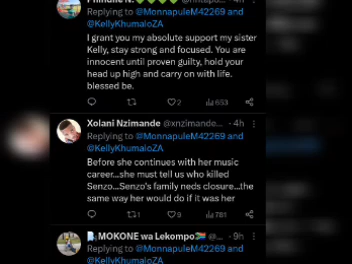 Replying to @MonnapuleM42269 and
@KellyKhumaloZA
I grant you my absolute support my sister
Kelly, stay strong and focused. You are
innocent until proven guilty, hold your
head up high and carry on with life.
blessed be.
2 653
Xolani Nzimande @xnzimande... · 4h
Replying to @MonnapuleM42269 and
@KellyKhumaloZA
Before she continues with her music
career...she must tell us who killed
Senzo...Senzo's family neds closure...the
same way her would do if it was her
1 781
MOKONE wa Lekompo @... · 9h
Replying to @MonnapuleM42269 and
@KellyKhumaloZA